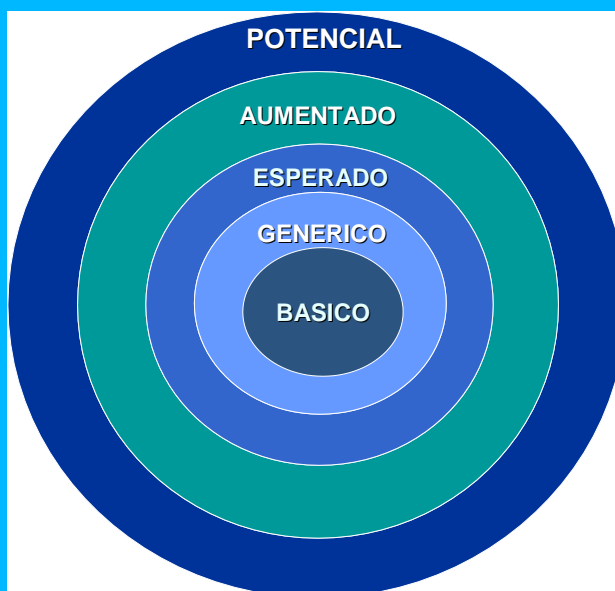 POTENCIAL
AUMENTADO
ESPERADO
GENERICO
BASICO